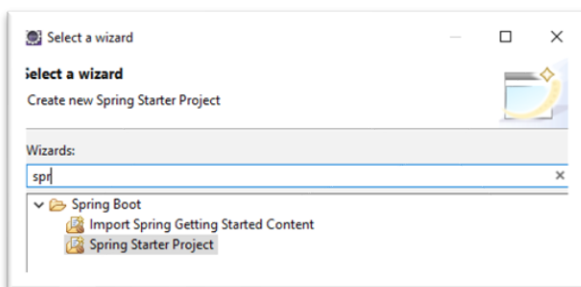 Select a wizard
Select a wizard
Create new Spring Starter Project
Wizards:
spr
Spring Boot
Import Spring Getting Started Content
Spring Starter Project